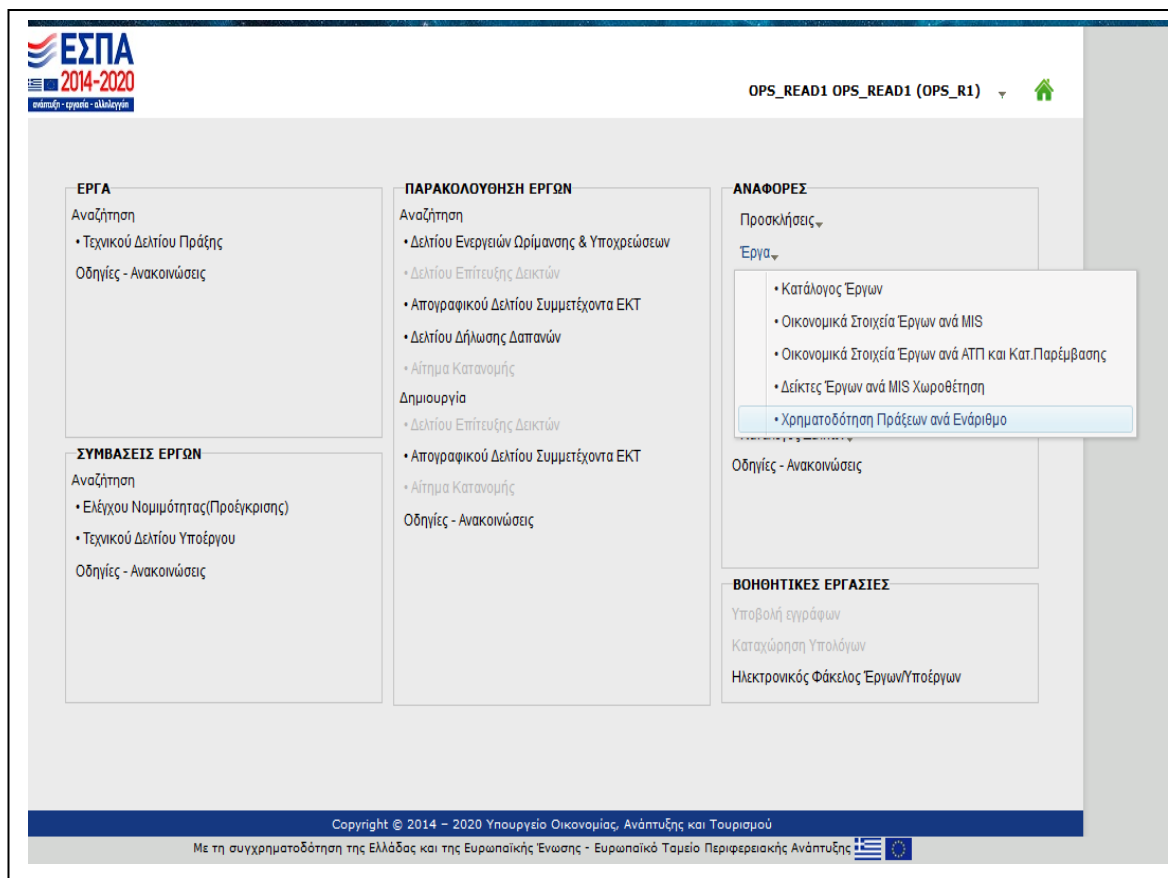 ΕΣΠΑ
2014-2020
ανάπτυξη - εργασία - αλληλεγγύη
OPS_READ1 OPS_READ1 (OPS_R1)
ΕΡΓΑ
Αναζήτηση
• Τεχνικού Δελτίου Πράξης
Οδηγίες - Ανακοινώσεις
ΣΥΜΒΑΣΕΙΣ ΕΡΓΩΝ
Αναζήτηση
• Ελέγχου Νομιμότητας(Προέγκρισης)
• Τεχνικού Δελτίου Υποέργου
Οδηγίες - Ανακοινώσεις
ΠΑΡΑΚΟΛΟΥΘΗΣΗ ΕΡΓΩΝ
Αναζήτηση
• Δελτίου Ενεργειών Ωρίμανσης & Υποχρεώσεων
• Δελτίου Επίτευξης Δεικτών
• Απογραφικού Δελτίου Συμμετέχοντα ΕΚΤ
• Δελτίου Δήλωσης Δαπανών
• Αίτημα Κατανομής
Δημιουργία
• Δελτίου Επίτευξης Δεικτών
• Απογραφικού Δελτίου Συμμετέχοντα ΕΚΤ
• Αίτημα Κατανομής
Οδηγίες - Ανακοινώσεις
ΑΝΑΦΟΡΕΣ
Προσκλήσεις
Έργα
• Κατάλογος Έργων
• Οικονομικά Στοιχεία Έργων ανά MIS
• Οικονομικά Στοιχεία Έργων ανά ΑΤΠ και Κατ.Παρέμβασης
• Δείκτες Έργων ανά MIS Χωροθέτηση
• Χρηματοδότηση Πράξεων ανά Ενάριθμο
Οδηγίες - Ανακοινώσεις
ΒΟΗΘΗΤΙΚΕΣ ΕΡΓΑΣΙΕΣ
Υποβολή εγγράφων
Καταχώρηση Υπολόγων
Ηλεκτρονικός Φάκελος Έργων/Υποέργων
Copyright © 2014 – 2020 Υπουργείο Οικονομίας, Ανάπτυξης και Τουρισμού
Με τη συγχρηματοδότηση της Ελλάδας και της Ευρωπαϊκής Ένωσης - Ευρωπαϊκό Ταμείο Περιφερειακής Ανάπτυξης